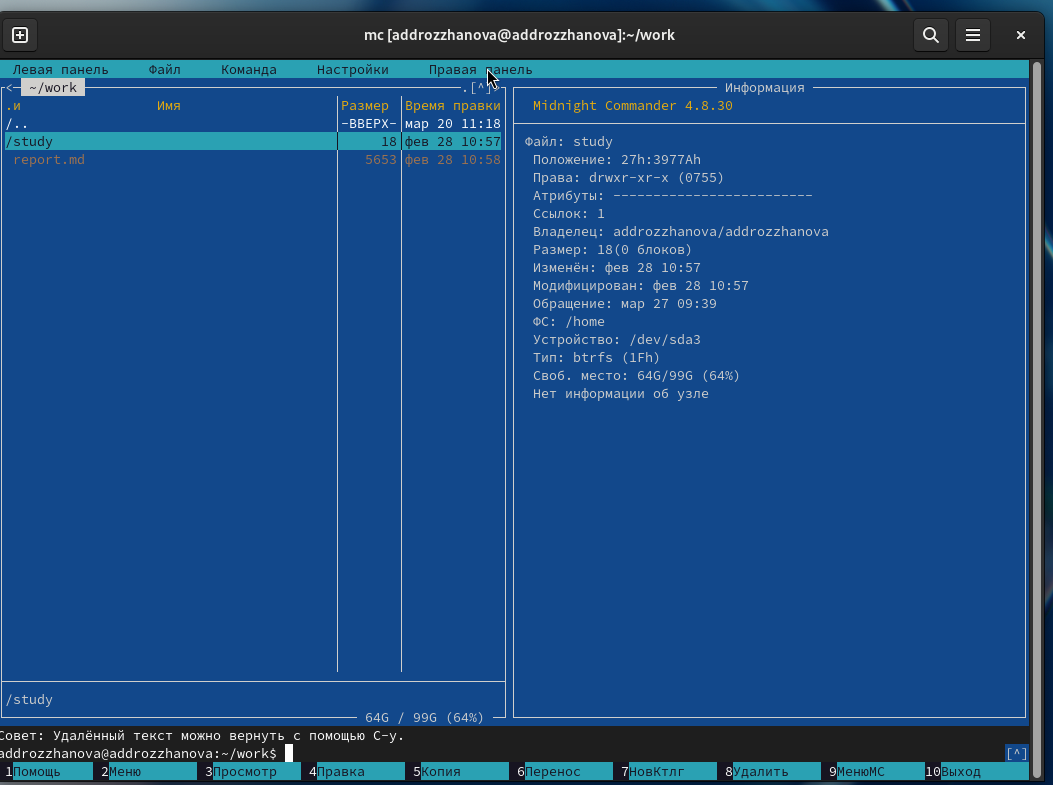 mc [addrozzhanova@addrozzhanova]:~/work
Левая панель Файл Команда Настройки Правая панель
<- ~/work .[^]>
.и Имя Размер Время правки
/.. -ВВЕРХ- мар 20 11:18
/study 18 фев 28 10:57
report.md 5653 фев 28 10:58
/study
64G / 99G (64%)
Информация
Midnight Commander 4.8.30
Файл: study
Положение: 27h:3977Ah
Права: drwxr-xr-x (0755)
Атрибуты: -------------------------
Ссылок: 1
Владелец: addrozzhanova/addrozzhanova
Размер: 18(0 блоков)
Изменён: фев 28 10:57
Модифицирован: фев 28 10:57
Обращение: мар 27 09:39
ФС: /home
Устройство: /dev/sda3
Тип: btrfs (1Fh)
Своб. место: 64G/99G (64%)
Нет информации об узле
Совет: Удалённый текст можно вернуть с помощью C-y.
addrozzhanova@addrozzhanova:~/work$ [^]
1Помощь 2Меню 3Просмотр 4Правка 5Копия 6Перенос 7НовКтлг 8Удалить 9МенюМС 10Выход